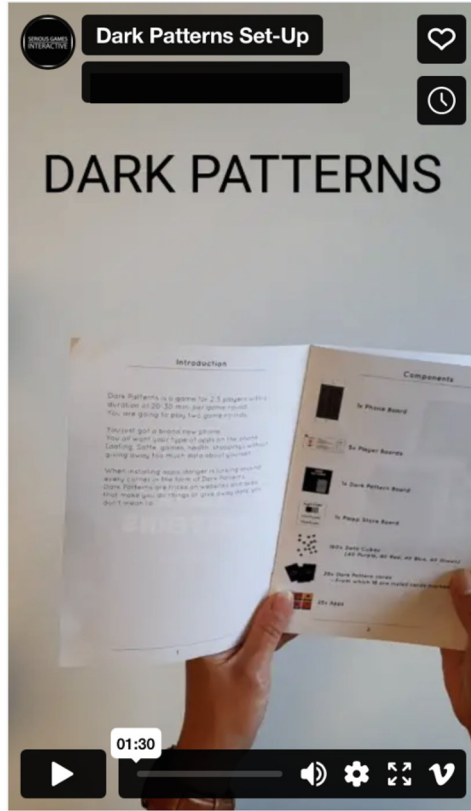 SERIOUS GAMES
INTERACTIVE
Dark Patterns Set-Up
DARK PATTERNS
Introduction
Dark Patterns is a game for 2-5 players with a
duration of 20-30 min. per game round.
You are going to play two game rounds.
You just got a brand new phone.
You all want your type of apps on the phone
Dating, Selfie, games, health, shopping without
giving away too much data about yourself.
When installing apps danger is lurking around
every corner in the form of Dark Patterns.
Dark Patterns are tricks on websites and apps
that make you do things or give away data you
don't mean to.
1
Components
1x Phone Board
5x Player Boards
1x Dark Pattern Board
1x Store Board
Data Cubes
Dark Pattern cards
Apps
2
01:30